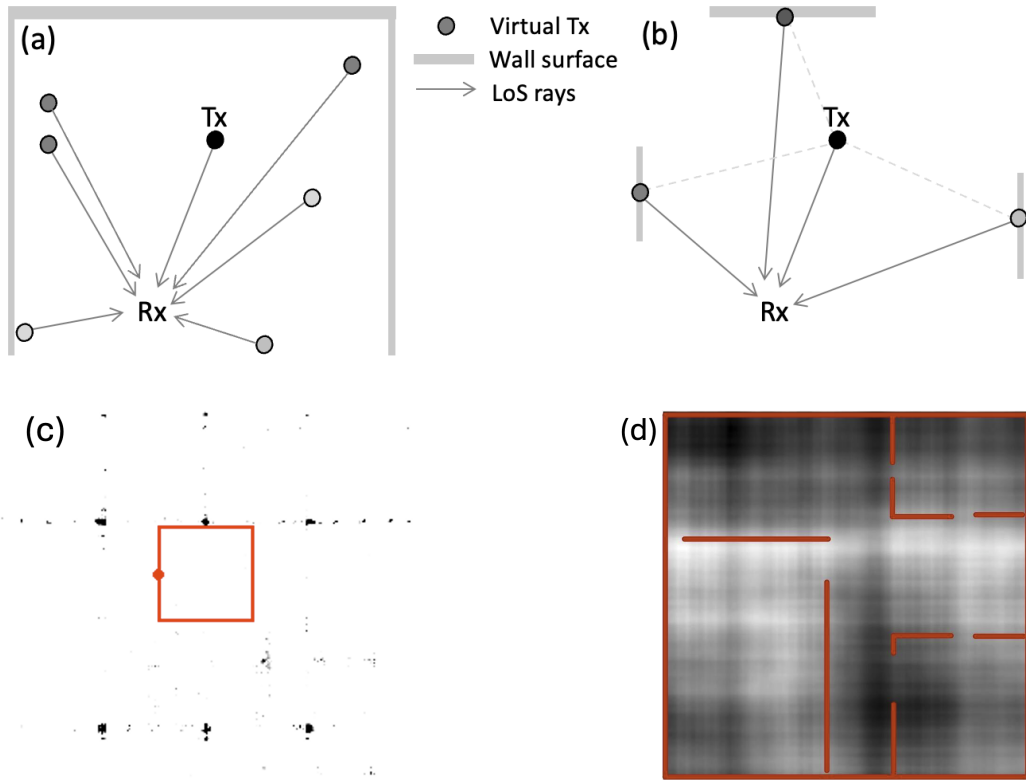 (a)
Virtual Tx
Wall surface
LoS rays
(b)
Tx
Rx
Tx
Rx
(c)
(d)